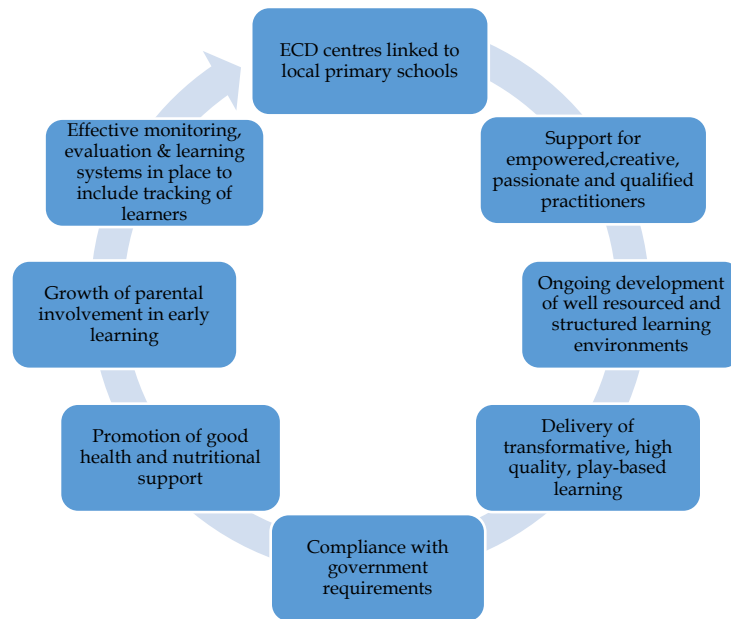 ECD centres linked to
local primary schools
Support for
empowered,creative,
passionate and qualified
practitioners
Ongoing development
of well resourced and
structured learning
environments
Delivery of
transformative, high
quality, play-based
learning
Compliance with
government
requirements
Promotion of good
health and nutritional
support
Growth of parental
involvement in early
learning
Effective monitoring,
evaluation & learning
systems in place to
include tracking of
learners